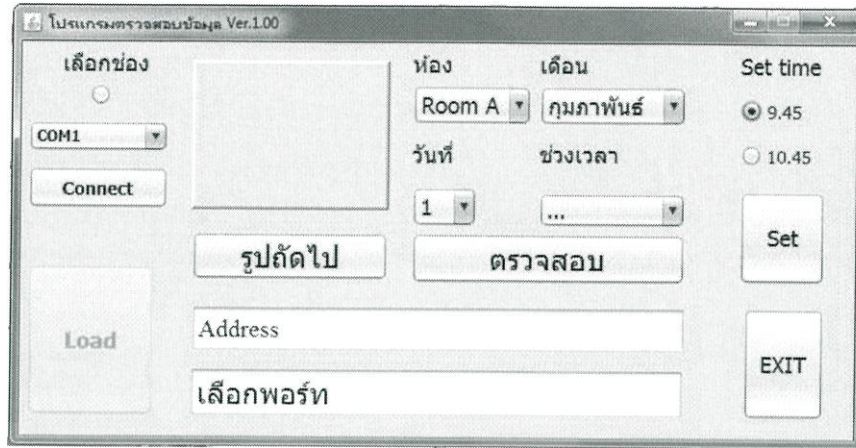 โปรแกรมตรวจสอบข้อมูล Ver.1.00
เลือกช่อง
COM1
Connect
Load
รูปถัดไป
Address
เลือกพอร์ท
ห้อง เดือน
Room A กุมภาพันธ์
วันที่ ช่วงเวลา
1 ...
ตรวจสอบ
Set time
9.45
10.45
Set
EXIT